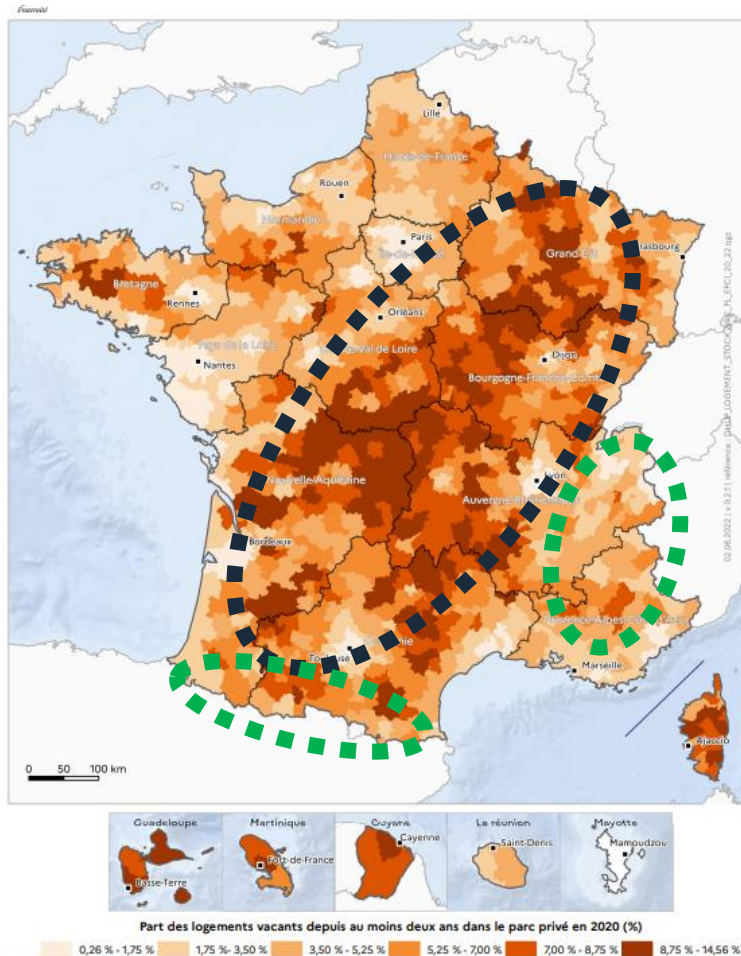 Lille
Hauts-de-France
Rouen
Normandie
Paris
Strasbourg
Grand Est
Bretagne
Rennes
Orléans
Pays de la Loire
Val de Loire
Dijon
Nantes
Bourgogne-Franche-Comté
Nouvelle-Aquitaine
Lyon
Auvergne-Rhône
Bordeaux
Provence-Alpes-Côte d'Azur
Toulouse
Marseille
Ajaccio
0 50 100 km
Guadeloupe
Martinique
Guyane
La réunion
Mayotte
Cayenne
Saint-Denis
Mamoudzou
Fort-de-France
Basse-Terre
Part des logements vacants depuis au moins deux ans dans le parc privé en 2020 (%)
0,26 % - 1,75 % 1,75 % - 3,50 % 3,50 % - 5,25 % 5,25 % - 7,00 % 7,00 % - 8,75 % 8,75 % - 14,56 %